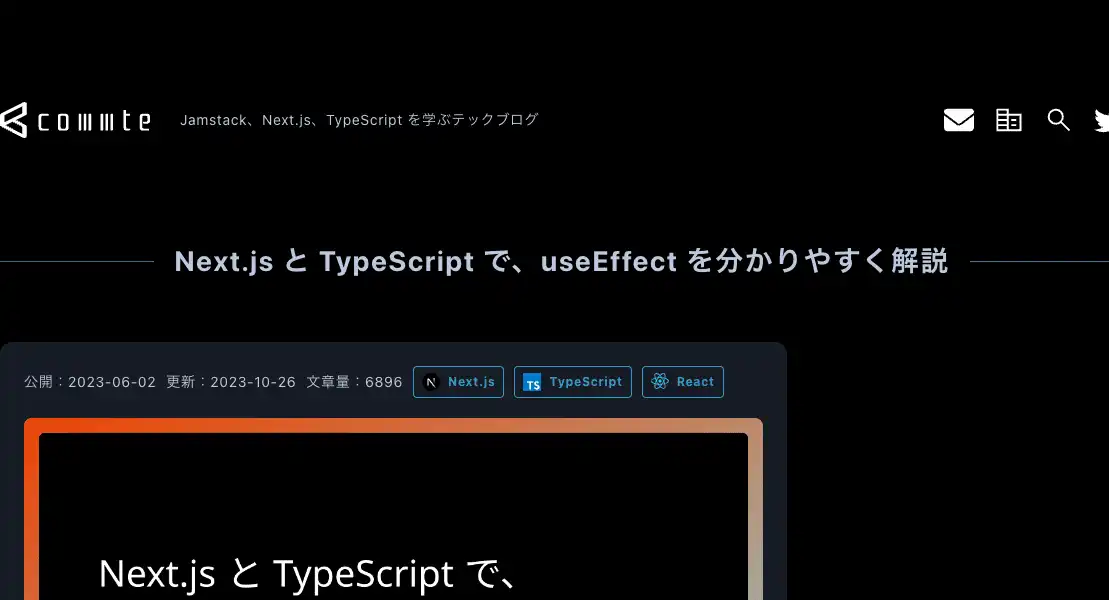 commte
Jamstack、Next.js、TypeScript を学ぶテックブログ
Next.js と TypeScript で、useEffect を分かりやすく解説
公開：2023-06-02 更新：2023-10-26 文章量：6896 N Next.js TS TypeScript React
Next.js と TypeScript で、